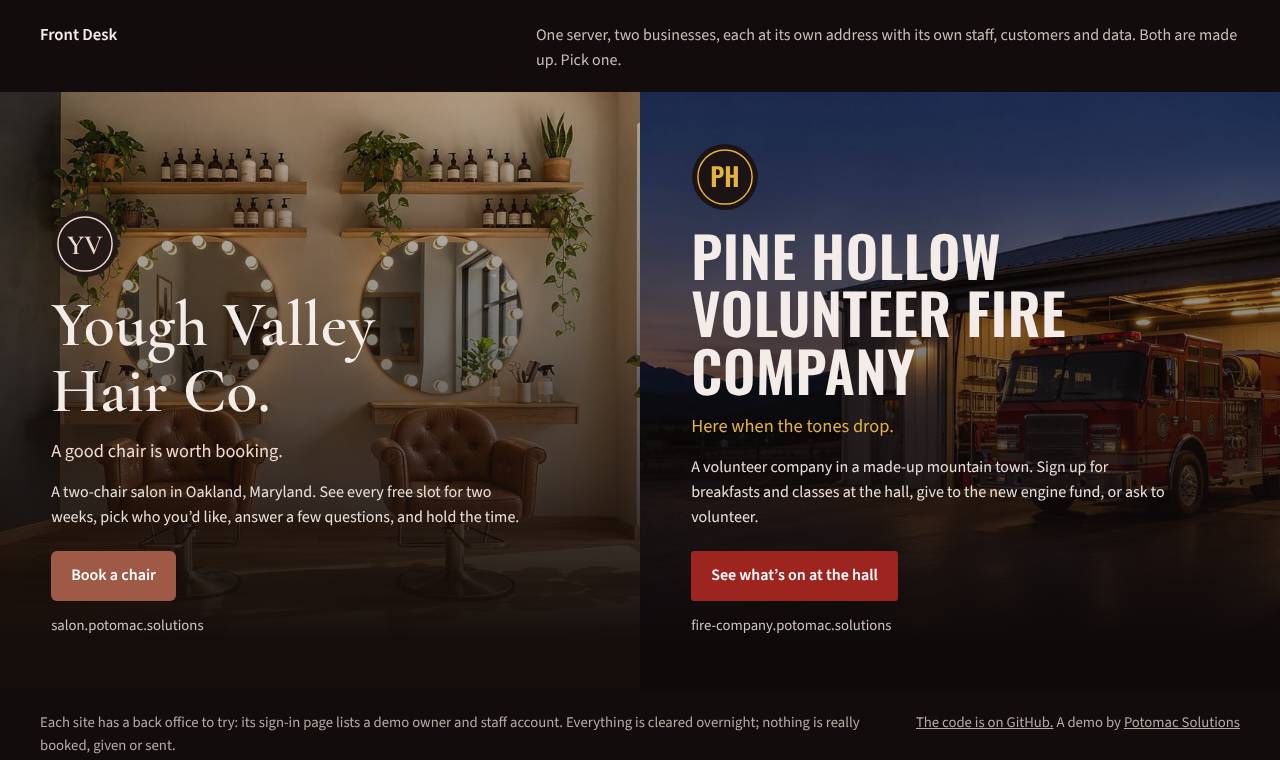 Front Desk
One server, two businesses, each at its own address with its own staff, customers and data. Both are made
up. Pick one.
YV
Yough Valley
Hair Co.
A good chair is worth booking.
A two-chair salon in Oakland, Maryland. See every free slot for two
weeks, pick who you’d like, answer a few questions, and hold the time.
Book a chair
salon.potomac.solutions
PH
PINE HOLLOW
VOLUNTEER FIRE
COMPANY
Here when the tones drop.
A volunteer company in a made-up mountain town. Sign up for
breakfasts and classes at the hall, give to the new engine fund, or ask to
volunteer.
See what’s on at the hall
fire-company.potomac.solutions
Each site has a back office to try: its sign-in page lists a demo owner and staff account. Everything is cleared overnight; nothing is really
booked, given or sent.
The code is on GitHub. A demo by Potomac Solutions